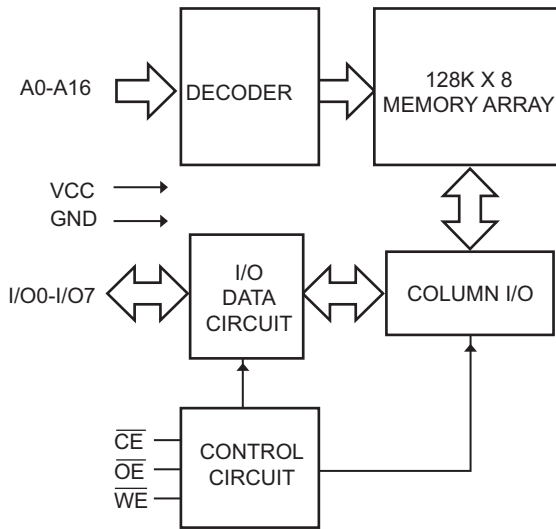 A0-A16
DECODER
128K X 8
MEMORY ARRAY
VCC
GND
I/O0-I/O7
I/O
DATA
CIRCUIT
COLUMN I/O
CE
OE
WE
CONTROL
CIRCUIT